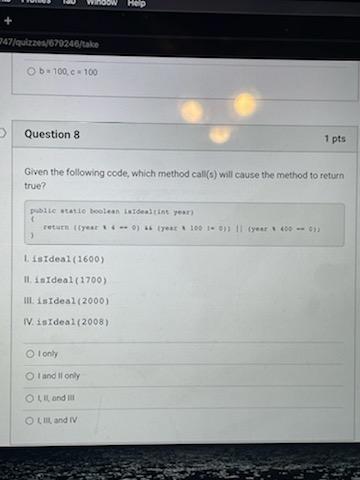 Window Help
+
747/quizzes/679246/take
b = 100, c = 100
Question 8
1 pts
Given the following code, which method call(s) will cause the method to return
true?
public static boolean isIdeal(int year)
{
return ((year % 4 == 0) && (year % 100 != 0)) || (year % 400 == 0);
}
I. isIdeal(1600)
II. isIdeal(1700)
III. isIdeal(2000)
IV. isIdeal(2008)
I only
I and II only
I, II, and III
I, III, and IV